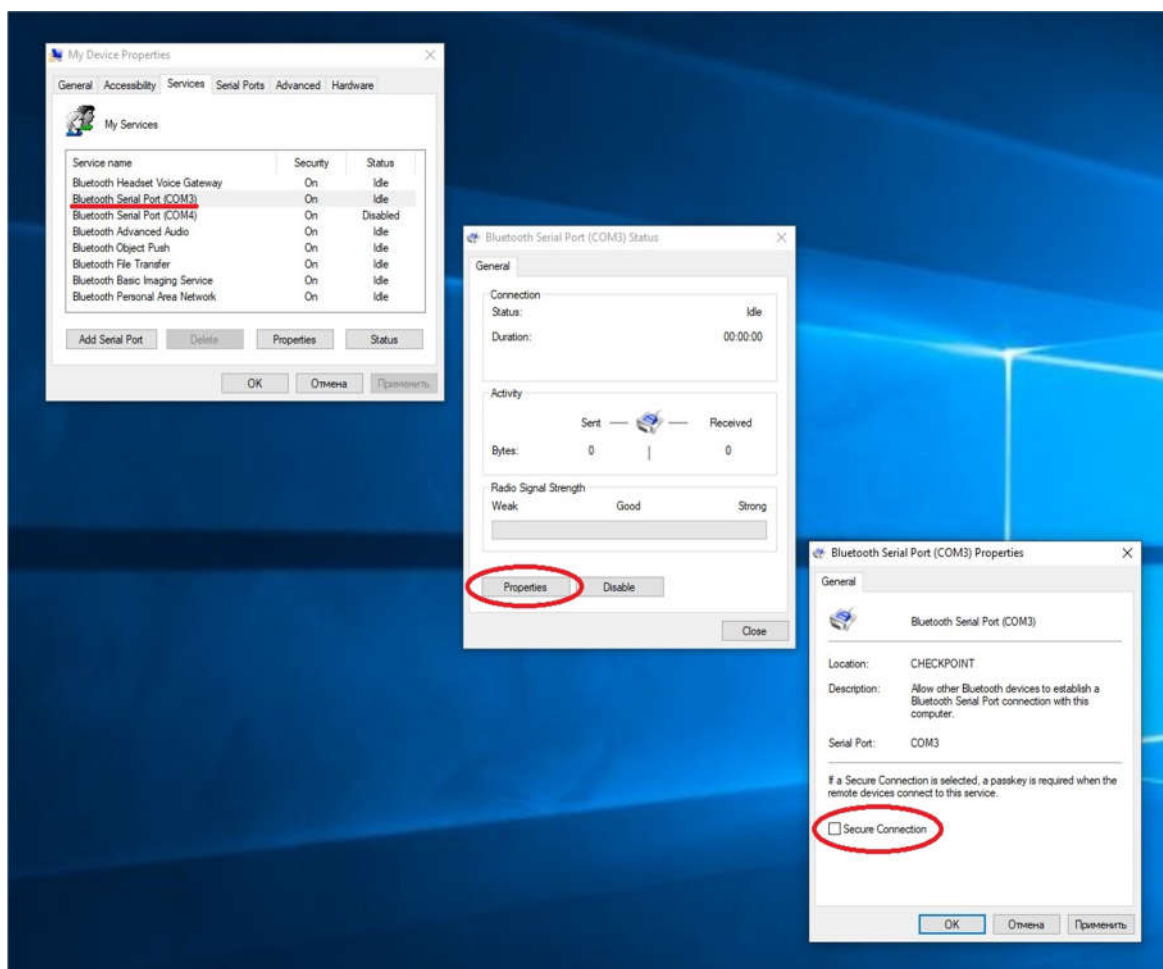 My Device Properties
General Accessibility Services Serial Ports Advanced Hardware
My Services
Service name Security Status
Bluetooth Headset Voice Gateway On Idle
Bluetooth Serial Port (COM3) On Idle
Bluetooth Serial Port (COM4) On Disabled
Bluetooth Advanced Audio On Idle
Bluetooth Object Push On Idle
Bluetooth File Transfer On Idle
Bluetooth Basic Imaging Service On Idle
Bluetooth Personal Area Network On Idle
Add Serial Port Delete Properties Status
OK Отмена Применить
Bluetooth Serial Port (COM3) Status
General
Connection
Status: Idle
Duration: 00:00:00
Activity
Sent Received
Bytes: 0 0
Radio Signal Strength
Weak Good Strong
Properties Disable
Close
Bluetooth Serial Port (COM3) Properties
General
Bluetooth Serial Port (COM3)
Location: CHECKPOINT
Description: Allow other Bluetooth devices to establish a
Bluetooth Serial Port connection with this
computer.
Serial Port: COM3
If a Secure Connection is selected, a passkey is required when the
remote devices connect to this service.
Secure Connection
OK Отмена Применить